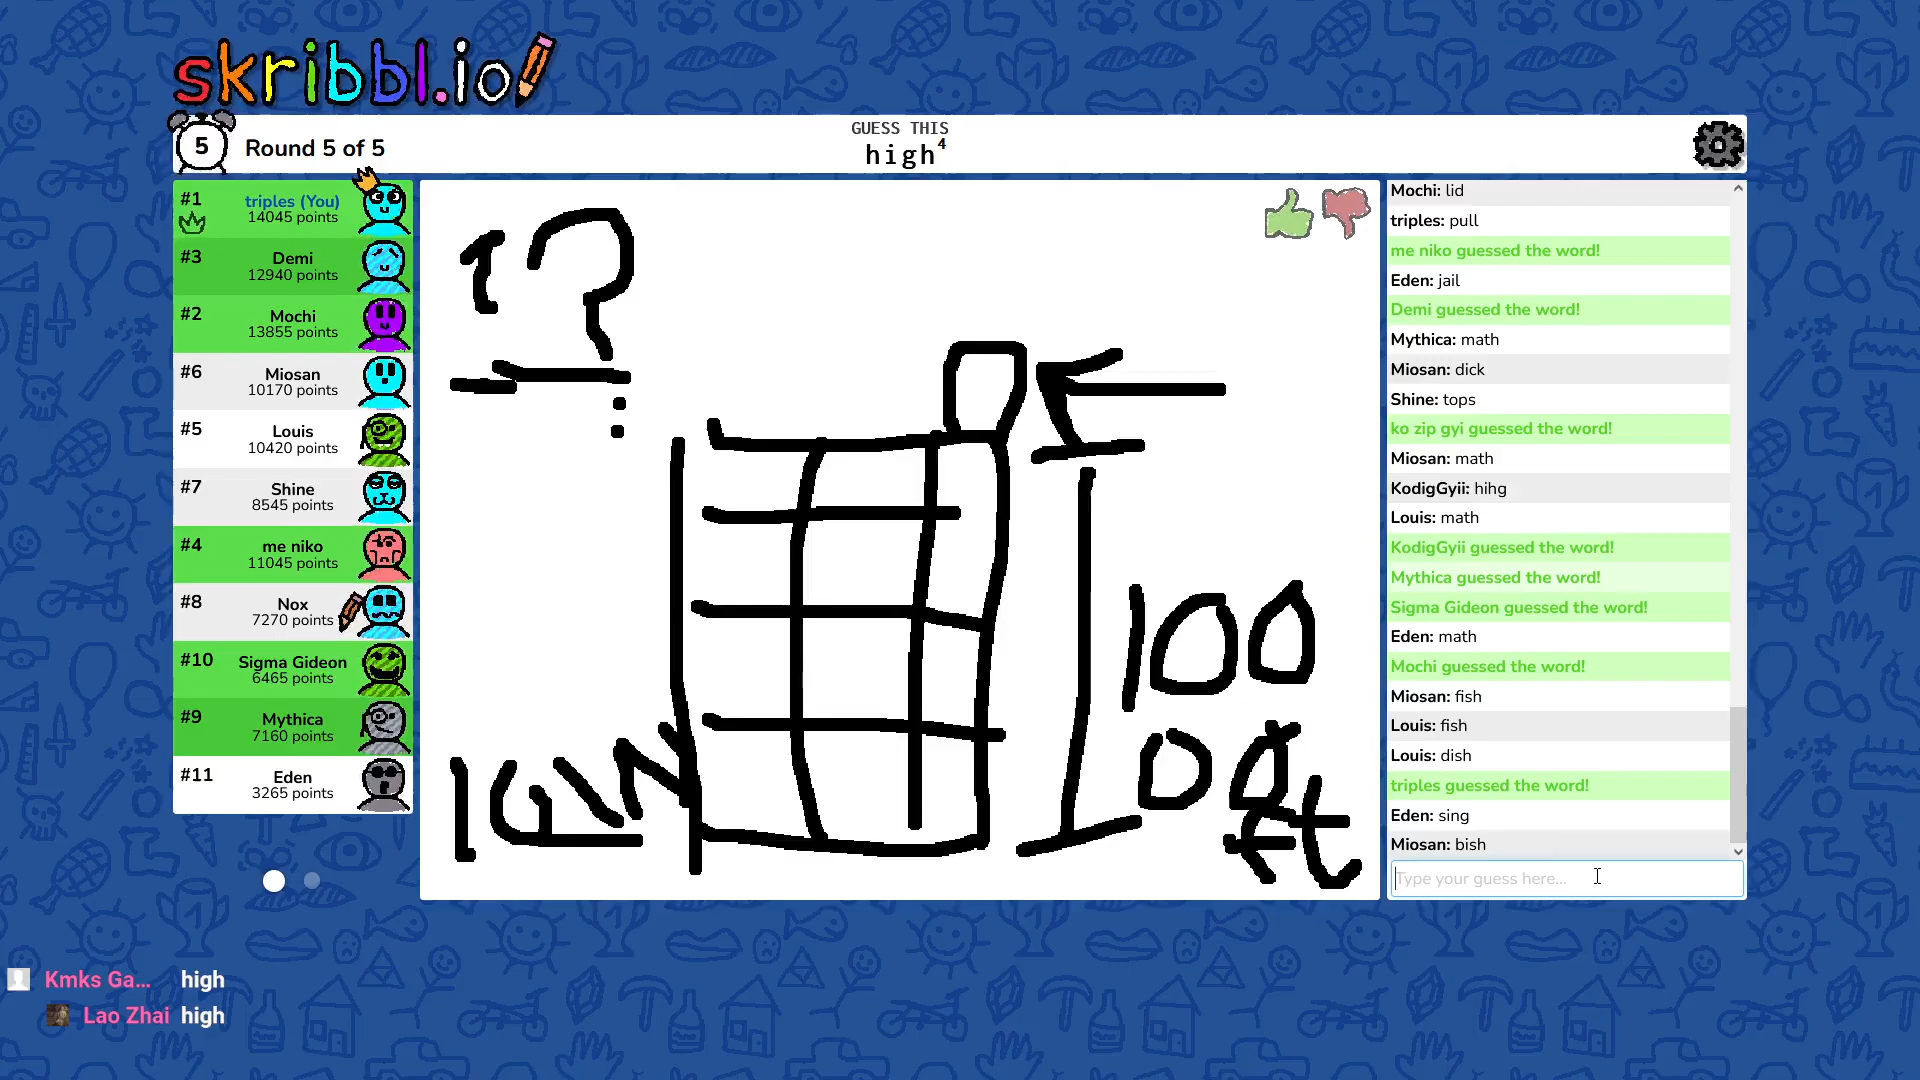 skribbl.io
5
Round 5 of 5
GUESS THIS
high4
#1
triples (You)
14045 points
#3
Demi
12940 points
#2
Mochi
13855 points
#6
Miosan
10170 points
#5
Louis
10420 points
#7
Shine
8545 points
#4
me niko
11045 points
#8
Nox
7270 points
#10
Sigma Gideon
6465 points
#9
Mythica
7160 points
#11
Eden
3265 points
1?
100
00
ft
low
Mochi: lid
triples: pull
me niko guessed the word!
Eden: jail
Demi guessed the word!
Mythica: math
Miosan: dick
Shine: tops
ko zip gyi guessed the word!
Miosan: math
KodigGyii: hihg
Louis: math
KodigGyii guessed the word!
Mythica guessed the word!
Sigma Gideon guessed the word!
Eden: math
Mochi guessed the word!
Miosan: fish
Louis: fish
Louis: dish
triples guessed the word!
Eden: sing
Miosan: bish
Type your guess here...
Kmks Ga... high
Lao Zhai high